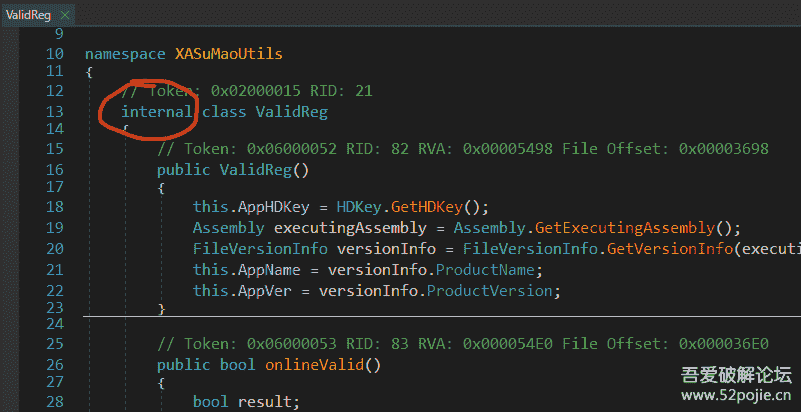 ValidReg ×
9
10 namespace XASuMaoUtils
11 {
12 // Token: 0x02000015 RID: 21
13 internal class ValidReg
14 {
15 // Token: 0x06000052 RID: 82 RVA: 0x00005498 File Offset: 0x00003698
16 public ValidReg()
17 {
18 this.AppHDKey = HDKey.GetHDKey();
19 Assembly executingAssembly = Assembly.GetExecutingAssembly();
20 FileVersionInfo versionInfo = FileVersionInfo.GetVersionInfo(executi
21 this.AppName = versionInfo.ProductName;
22 this.AppVer = versionInfo.ProductVersion;
23 }
24
25 // Token: 0x06000053 RID: 83 RVA: 0x000054E0 File Offset: 0x000036E0
26 public bool onlineValid()
27 {
28 bool result;
吾爱破解论坛
www.52pojie.cn